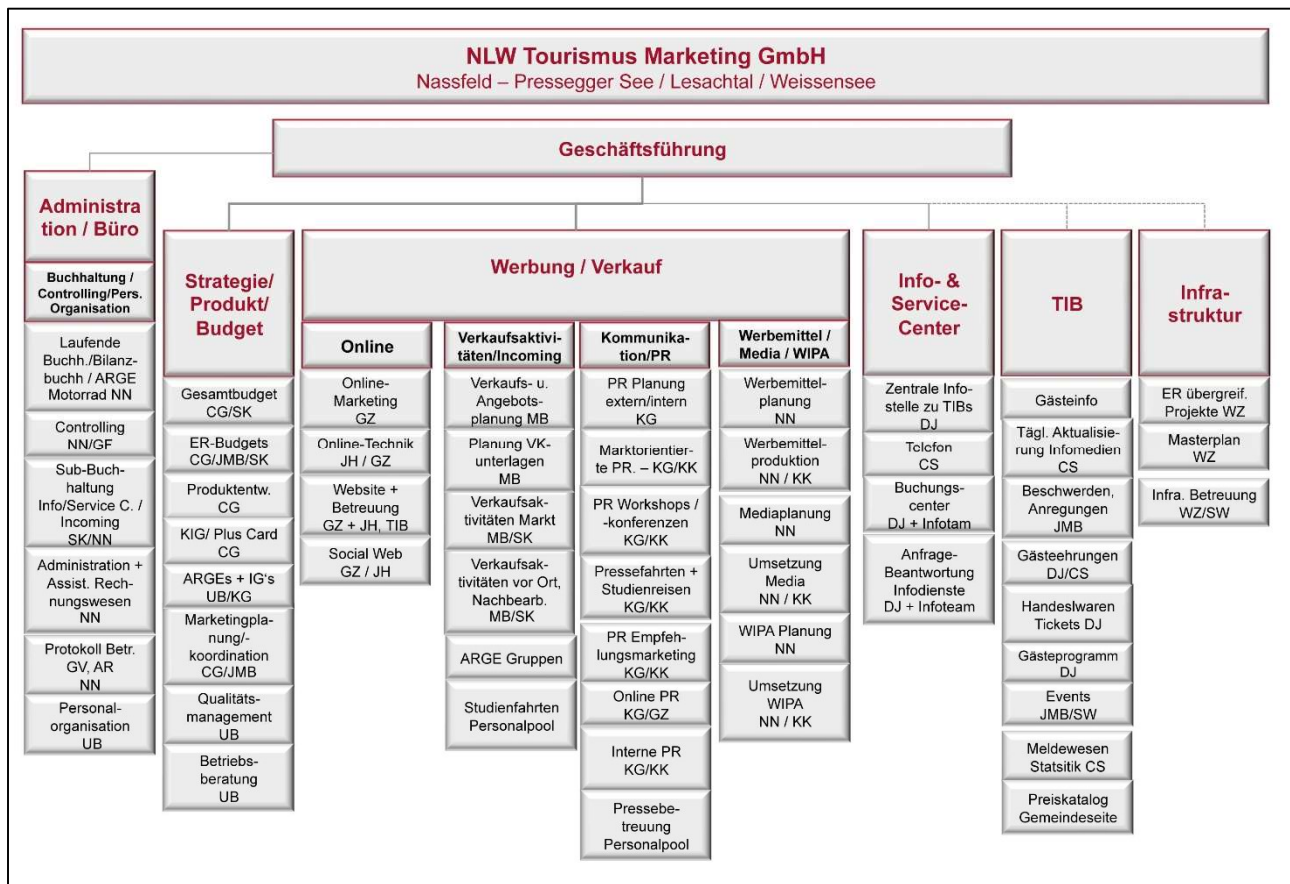 NLW Tourismus Marketing GmbH
Nassfeld – Pressegger See / Lesachtal / Weissensee
Geschäftsführung
Administra
tion / Büro
Buchhaltung /
Controlling/Pers.
Organisation
Laufende
Buchh./Bilanz-
buchh / ARGE
Motorrad NN
Controlling
NN/GF
Sub-Buch-
haltung
Info/Service C. /
Incoming
SK/NN
Administration +
Assist. Rech-
nungswesen
NN
Protokoll Betr.
GV, AR
NN
Personal-
organisation
UB
Strategie/
Produkt/
Budget
Gesamtbudget
CG/SK
ER-Budgets
CG/JMB/SK
Produktentw.
CG
KIG/ Plus Card
CG
ARGEs + IG's
UB/KG
Marketingpla-
nung/-
koordination
CG/JMB
Qualitäts-
management
UB
Betriebs-
beratung
UB
Werbung / Verkauf
Online
Online-
Marketing
GZ
Online-Technik
JH / GZ
Website +
Betreuung
GZ + JH, TIB
Social Web
GZ / JH
Verkaufsaktivi-
täten/Incoming
Verkaufs- u.
Angebots-
planung MB
Planung VK-
unterlagen
MB
Verkaufsak-
tivitäten Markt
MB/SK
Verkaufsak-
tivitäten vor Ort,
Nachbearb.
MB/SK
ARGE Gruppen
Studienfahrten
Personalpool
Kommunika-
tion/PR
PR Planung
extern/intern
KG
Marktorientier-
te PR. – KG/KK
PR Workshops /
-konferenzen
KG/KK
Pressefahrten +
Studienreisen
KG/KK
PR Empfeh-
lungsmarketing
KG/KK
Online PR
KG/GZ
Interne PR
KG/KK
Pressebe-
treuung
Personalpool
Werbemittel /
Media / WIPA
Werbemittel-
planung
NN
Werbemittel-
produktion
NN / KK
Mediaplanung
NN
Umsetzung
Media
NN / KK
WIPA Planung
NN
Umsetzung
WIPA
NN / KK
Info- &
Service-
Center
Zentrale Info-
stelle zu TIBs
DJ
Telefon
CS
Buchungs-
center
DJ + Infotam
Anfrage-
Beantwortung
Infodienste
DJ + Infoteam
TIB
Gästeinfo
Tägl. Aktualisie-
rung Infomedien
CS
Beschwerden,
Anregungen
JMB
Gästeehrungen
DJ/CS
Handeslwaren
Tickets DJ
Gästeprogramm
DJ
Events
JMB/SW
Meldewesen
Statsitik CS
Preiskatalog
Gemeindeseite
Infra-
struktur
ER übergreif.
Projekte WZ
Masterplan
WZ
Infra. Betreuung
WZ/SW